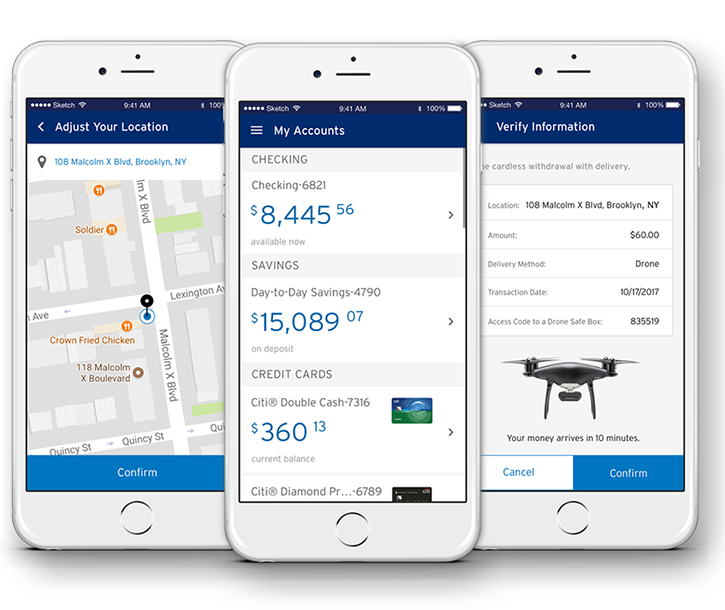 Sketch 9:41 AM 100%
Adjust Your Location
108 Malcolm X Blvd, Brooklyn, NY
lm X Blvd
Soldier
Lexington Av
Ave
Crown Fried Chicken
Malcolm X Blvd
118 Malcolm
X Boulevard
Quincy St
Quincy St
Qui
Confirm
Sketch 9:41 AM 100%
My Accounts
CHECKING
Checking-6821
$8,445 56
available now
SAVINGS
Day-to-Day Savings-4790
$15,089 07
on deposit
CREDIT CARDS
Citi® Double Cash-7316
$360 13
current balance
Citi® Diamond Pr...-6789
citi
Sketch 9:41 AM 100%
Verify Information
ne cardless withdrawal with delivery.
Location: 108 Malcolm X Blvd, Brooklyn, NY
Amount: $60.00
Delivery Method: Drone
Transaction Date: 10/17/2017
Access Code to a Drone Safe Box: 835519
Your money arrives in 10 minutes.
Cancel Confirm